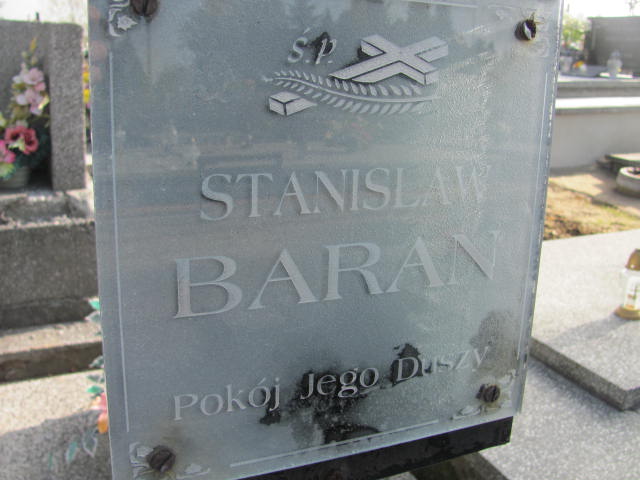 Ś.P.
STANISŁAW
BARAN
Pokój Jego Duszy